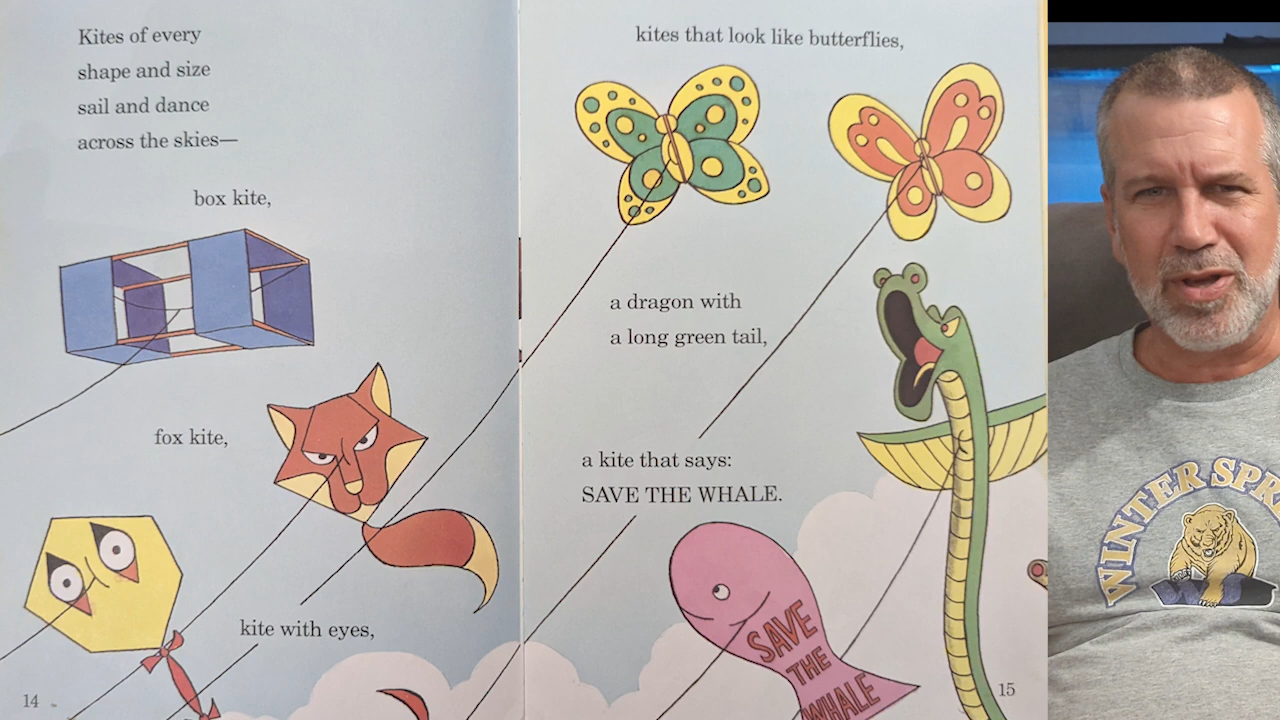 Kites of every
shape and size
sail and dance
across the skies—
box kite,
fox kite,
kite with eyes,
14
kites that look like butterflies,
a dragon with
a long green tail,
a kite that says:
SAVE THE WHALE.
SAVE
THE
WHALE
15
WINTER SPR